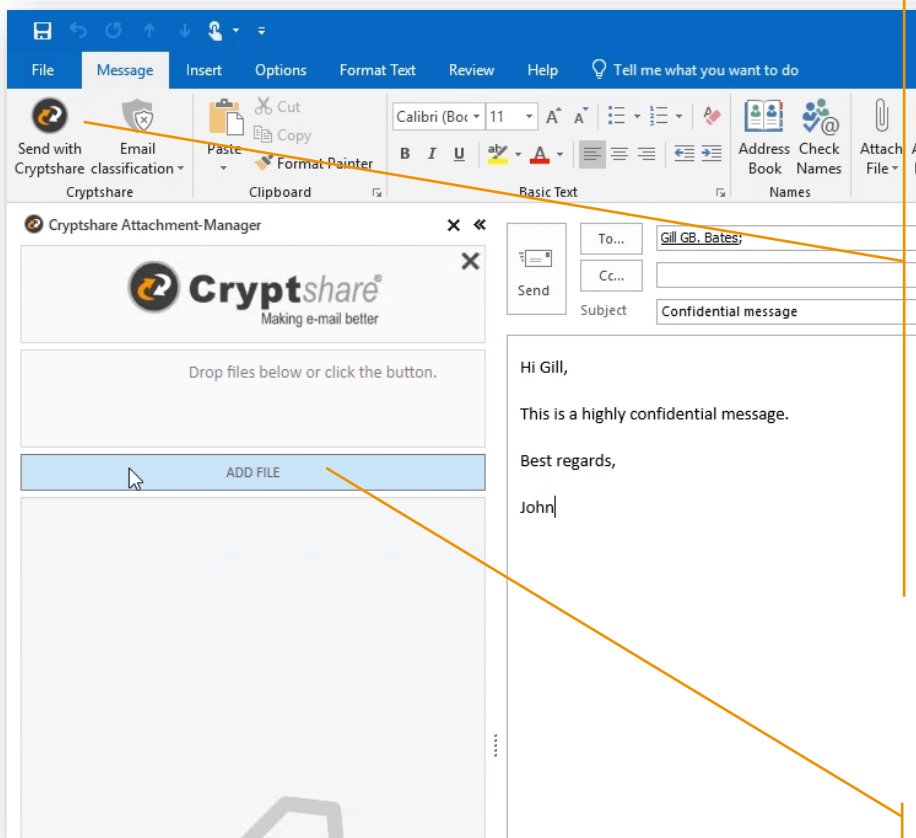 File Message Insert Options Format Text Review Help Tell me what you want to do
Send with Cryptshare
Email classification
Cryptshare
Paste
Cut
Copy
Format Painter
Clipboard
Calibri (Boc 11
B I U
Basic Text
Address Book
Check Names
Names
Attach File
Cryptshare Attachment-Manager
Cryptshare®
Making e-mail better
Drop files below or click the button.
ADD FILE
Send
To... Gill GB. Bates;
Cc...
Subject Confidential message
Hi Gill,
This is a highly confidential message.
Best regards,
John